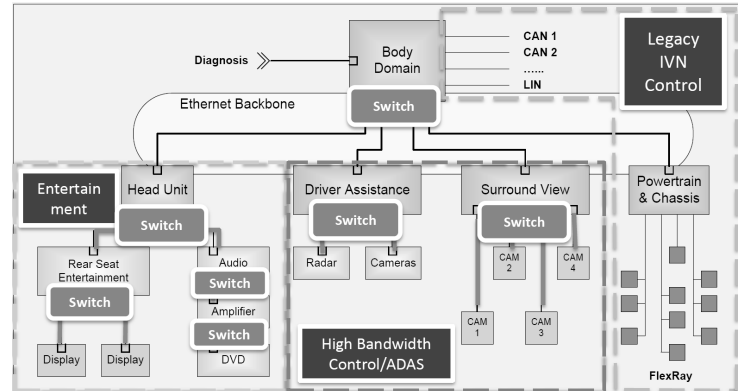 Body
Domain
Switch
Diagnosis
CAN 1
CAN 2
......
LIN
Legacy
IVN
Control
Ethernet Backbone
Entertain
ment
Head Unit
Switch
Driver Assistance
Switch
Surround View
Switch
Powertrain
& Chassis
Rear Seat
Entertainment
Switch
Audio
Switch
Amplifier
Switch
DVD
Display
Display
Radar
Cameras
CAM
2
CAM
4
CAM
1
CAM
3
High Bandwidth
Control/ADAS
FlexRay